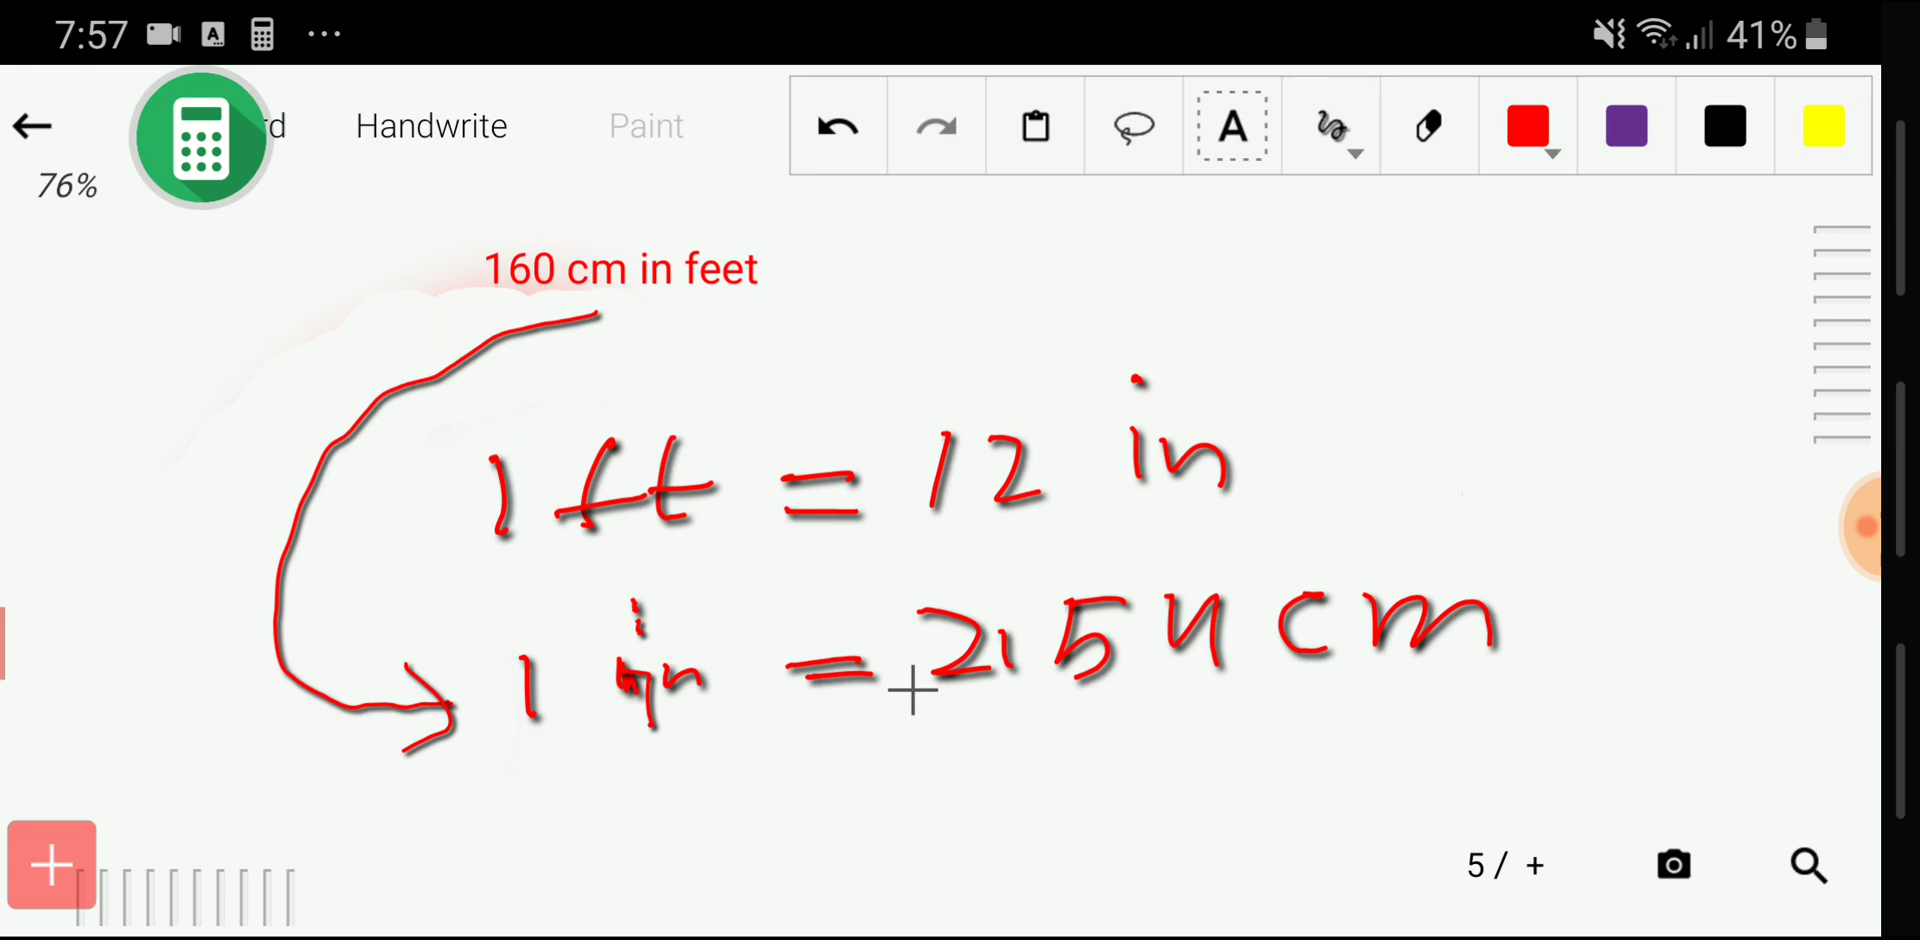 7:57 A ... 41%
rd Handwrite Paint A
76%
160 cm in feet
1 ft = 12 in
1 in = 2.54 cm
5 / +